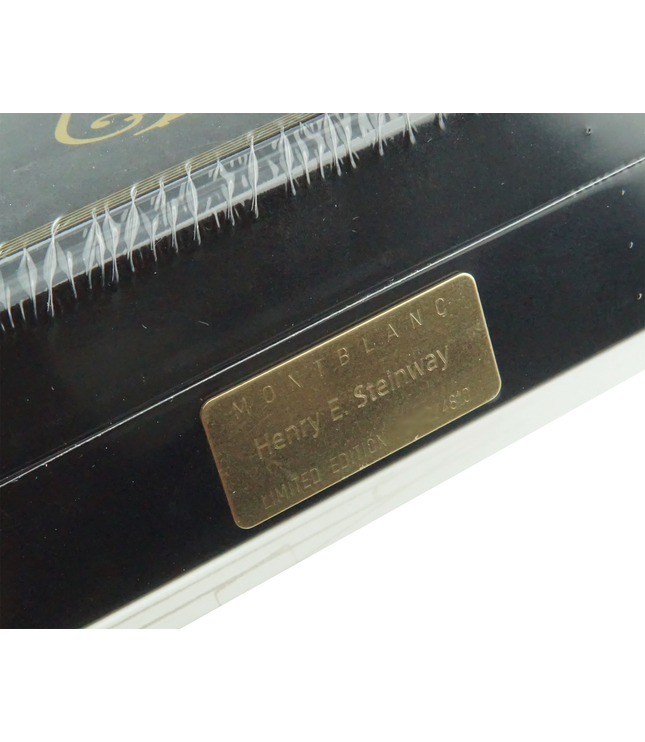 MONTBLANC
Henry E. Steinway
LIMITED EDITION 4810